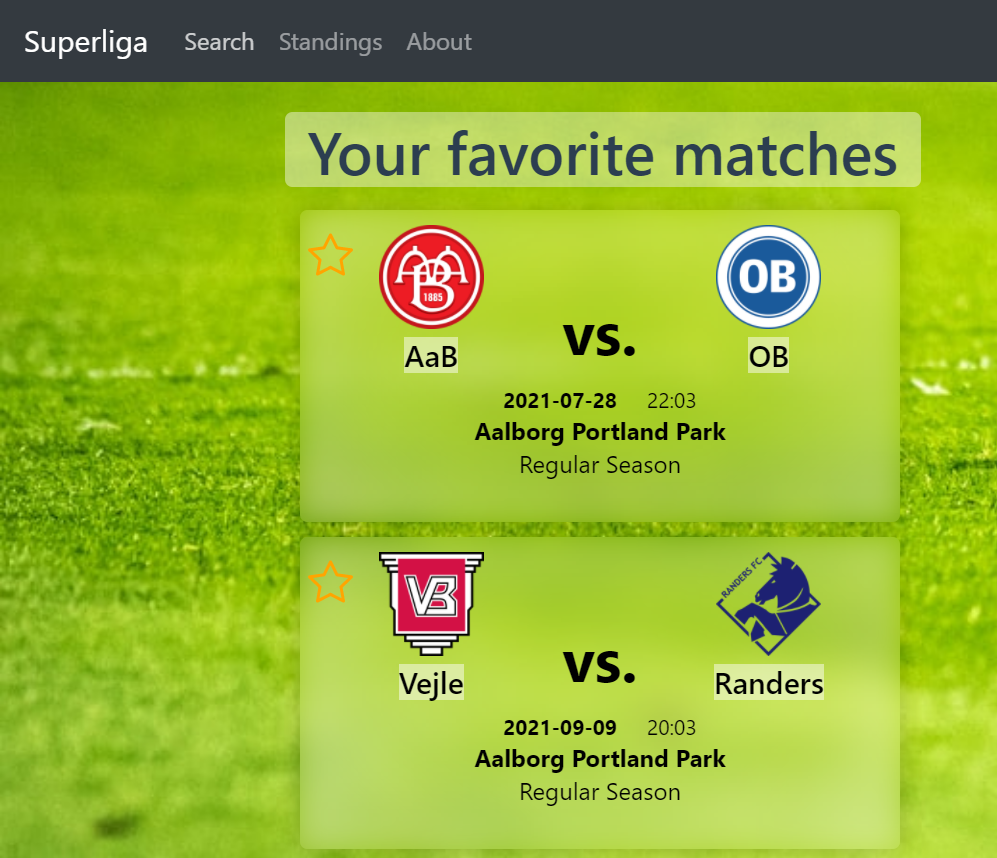 Superliga Search Standings About
Your favorite matches
AaB
1885
OB
AaB vs. OB
2021-07-28 22:03
Aalborg Portland Park
Regular Season
VB
RANDERS FC
Vejle vs. Randers
2021-09-09 20:03
Aalborg Portland Park
Regular Season